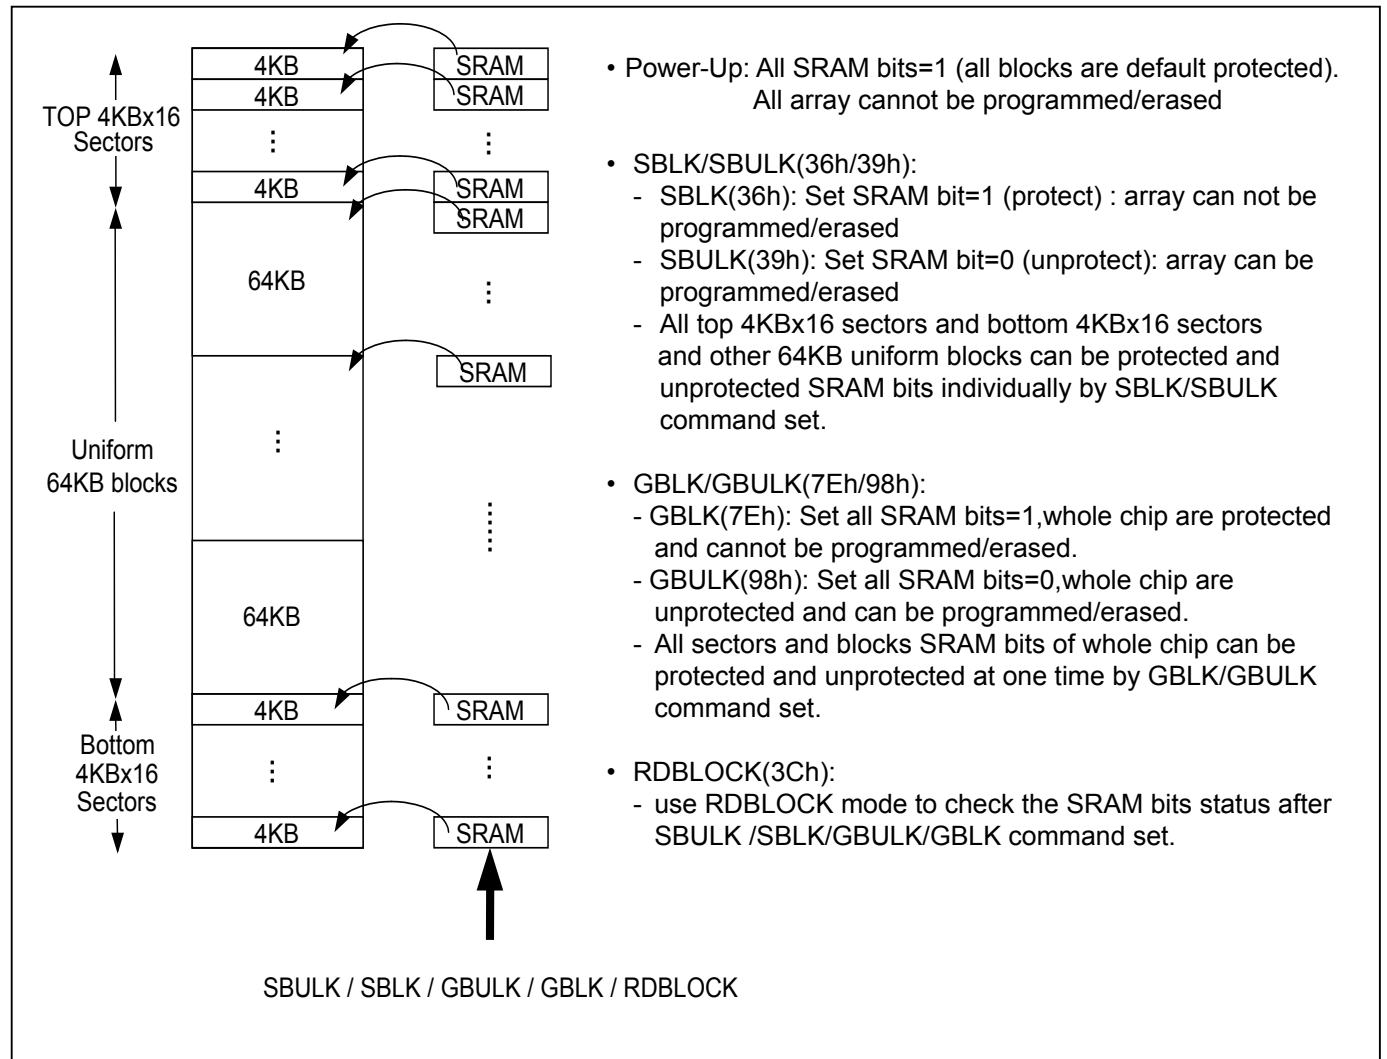 4KB
SRAM
4KB
SRAM
TOP 4KBx16
Sectors
4KB
SRAM
SRAM
64KB
SRAM
Uniform
64KB blocks
64KB
4KB
SRAM
Bottom
4KBx16
Sectors
4KB
SRAM
SBULK / SBLK / GBULK / GBLK / RDBLOCK
• Power-Up: All SRAM bits=1 (all blocks are default protected).
All array cannot be programmed/erased
• SBLK/SBULK(36h/39h):
- SBLK(36h): Set SRAM bit=1 (protect) : array can not be
programmed/erased
- SBULK(39h): Set SRAM bit=0 (unprotect): array can be
programmed/erased
- All top 4KBx16 sectors and bottom 4KBx16 sectors
and other 64KB uniform blocks can be protected and
unprotected SRAM bits individually by SBLK/SBULK
command set.
• GBLK/GBULK(7Eh/98h):
- GBLK(7Eh): Set all SRAM bits=1,whole chip are protected
and cannot be programmed/erased.
- GBULK(98h): Set all SRAM bits=0,whole chip are
unprotected and can be programmed/erased.
- All sectors and blocks SRAM bits of whole chip can be
protected and unprotected at one time by GBLK/GBULK
command set.
• RDBLOCK(3Ch):
- use RDBLOCK mode to check the SRAM bits status after
SBULK /SBLK/GBULK/GBLK command set.